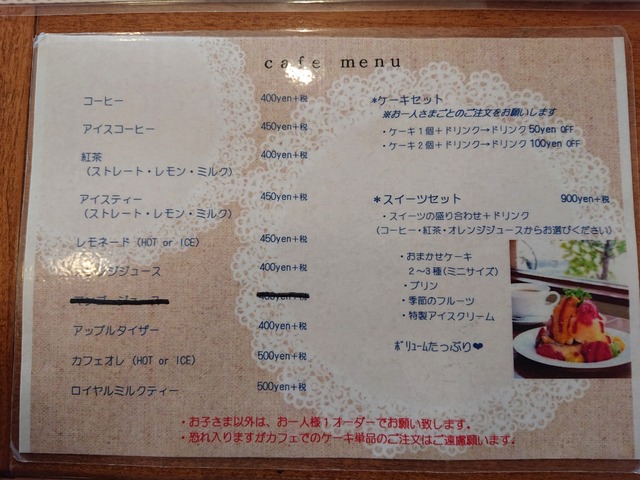 cafe menu
コーヒー 400yen+税
アイスコーヒー 450yen+税
紅茶 400yen+税
(ストレート・レモン・ミルク)
アイスティー 450yen+税
(ストレート・レモン・ミルク)
レモネード (HOT or ICE) 450yen+税
オレンジジュース 400yen+税
アップルタイザー 400yen+税
カフェオレ (HOT or ICE) 500yen+税
ロイヤルミルクティー 500yen+税
*ケーキセット
※お一人さまごとのご注文をお願いします
・ケーキ1個+ドリンク→ドリンク50yen OFF
・ケーキ2個+ドリンク→ドリンク100yen OFF
*スイーツセット 900yen+税
・スイーツの盛り合わせ+ドリンク
(コーヒー・紅茶・オレンジジュースからお選びください)
・おまかせケーキ
2~3種(ミニサイズ)
・プリン
・季節のフルーツ
・特製アイスクリーム
ボリュームたっぷり♥
・お子さま以外は、お一人様1オーダーでお願い致します。
・恐れ入りますがカフェでのケーキ単品のご注文はご遠慮願います。